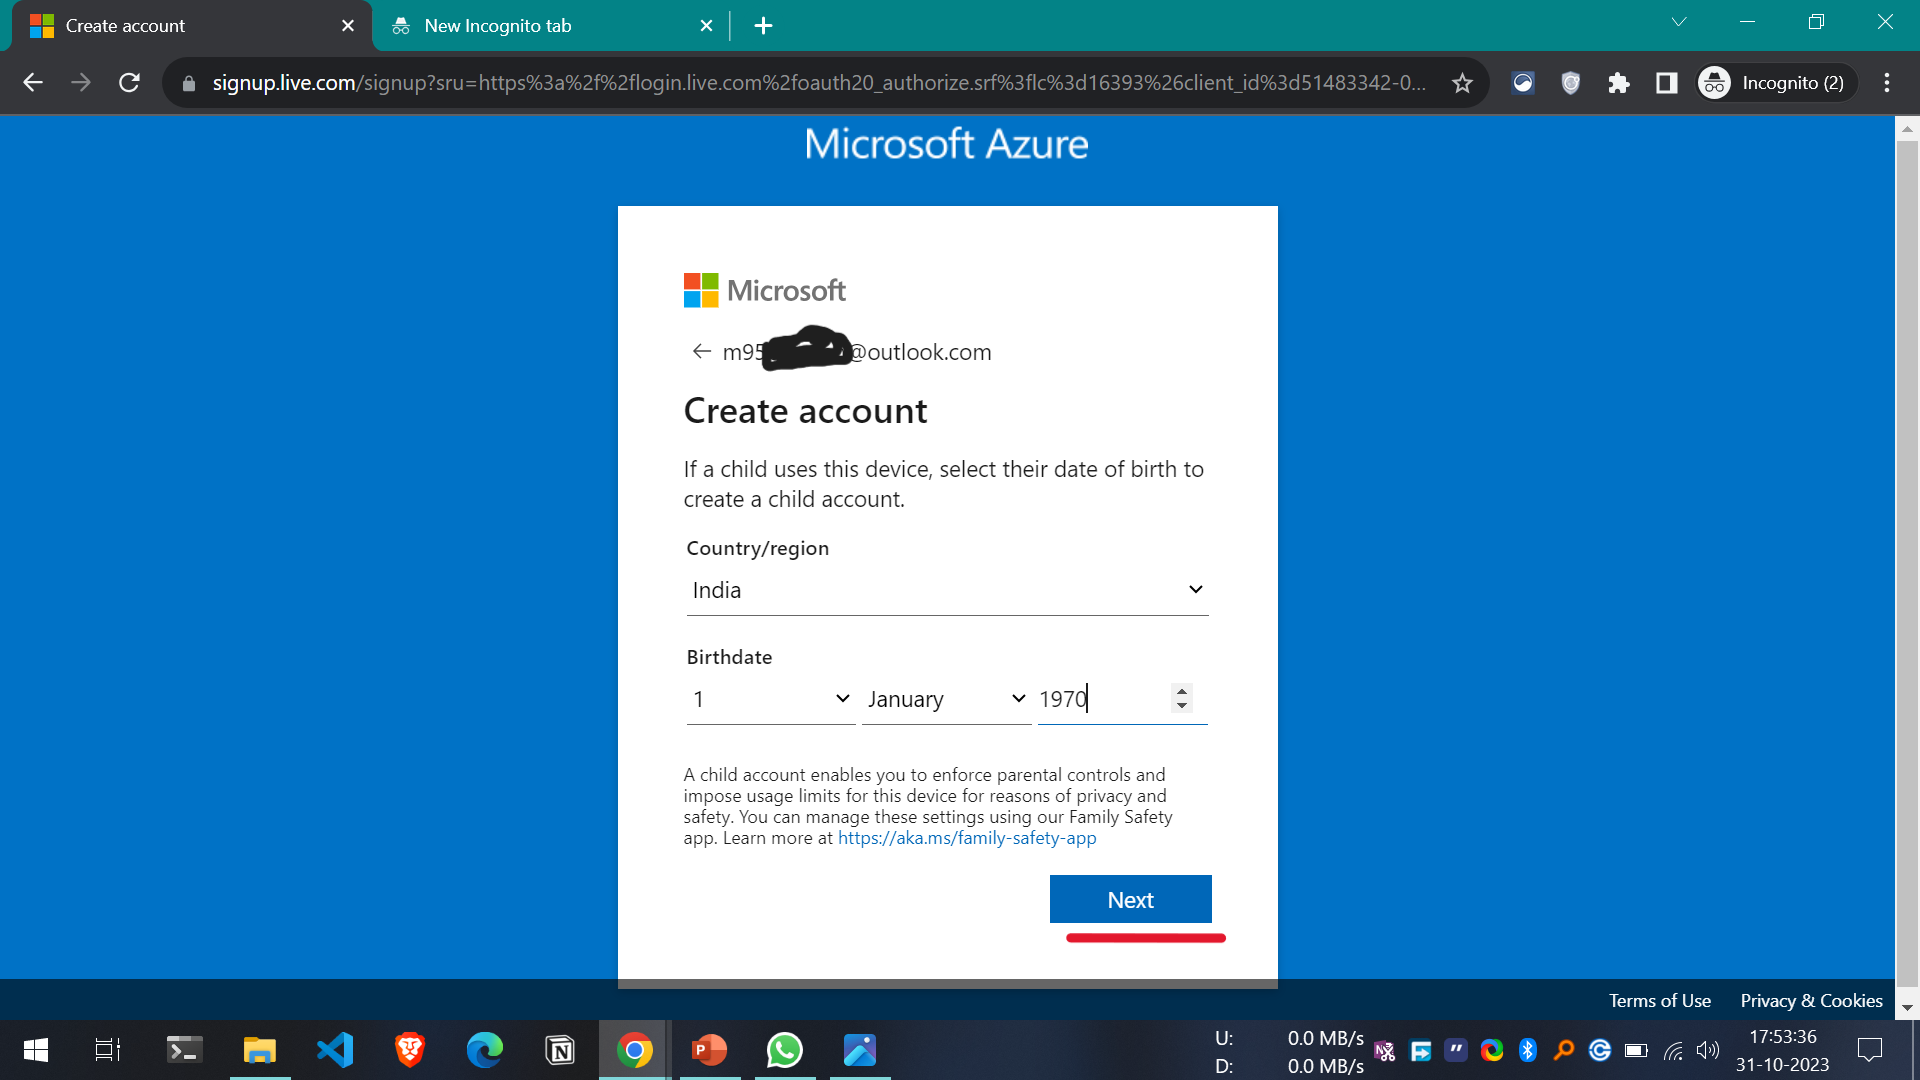 Create account
New Incognito tab
signup.live.com/signup?sru=https%3a%2f%2flogin.live.com%2foauth20_authorize.srf%3flc%3d16393%26client_id%3d51483342-0...
Incognito (2)
Microsoft Azure
Microsoft
m95 @outlook.com
Create account
If a child uses this device, select their date of birth to
create a child account.
Country/region
India
Birthdate
1 January 1970
A child account enables you to enforce parental controls and
impose usage limits for this device for reasons of privacy and
safety. You can manage these settings using our Family Safety
app. Learn more at https://aka.ms/family-safety-app
Next
Terms of Use Privacy & Cookies
U: 0.0 MB/s
D: 0.0 MB/s
17:53:36
31-10-2023